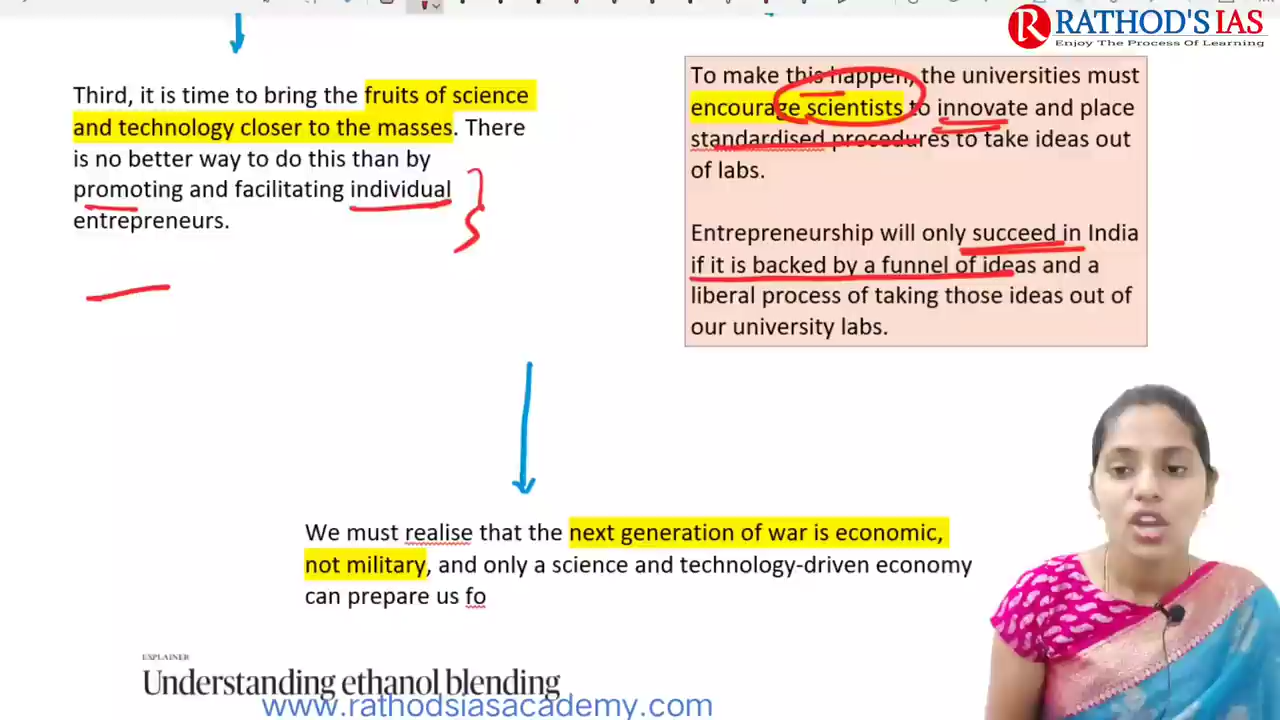 RATHOD'S IAS
Enjoy The Process Of Learning
Third, it is time to bring the fruits of science
and technology closer to the masses. There
is no better way to do this than by
promoting and facilitating individual
entrepreneurs.
To make this happen, the universities must
encourage scientists to innovate and place
standardised procedures to take ideas out
of labs.
Entrepreneurship will only succeed in India
if it is backed by a funnel of ideas and a
liberal process of taking those ideas out of
our university labs.
We must realise that the next generation of war is economic,
not military, and only a science and technology-driven economy
can prepare us fo
EXPLAINER
Understanding ethanol blending
www.rathodsiasacademy.com